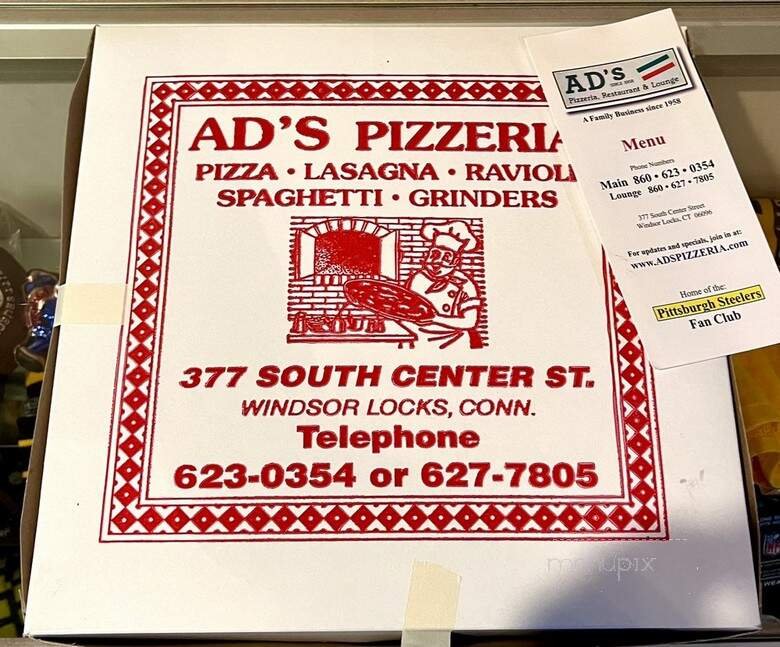 AD'S PIZZERIA
PIZZA • LASAGNA • RAVIOLI
SPAGHETTI • GRINDERS
377 SOUTH CENTER ST.
WINDSOR LOCKS, CONN.
Telephone
623-0354 or 627-7805
AD's
SINCE 1958
Pizzeria, Restaurant & Lounge
A Family Business since 1958
Menu
Phone Numbers
Main 860 • 623 • 0354
Lounge 860 • 627 • 7805
377 South Center Street
Windsor Locks, CT 06096
For updates and specials, join in at:
www.ADSPIZZERIA.com
Home of the:
Pittsburgh Steelers
Fan Club
menupix